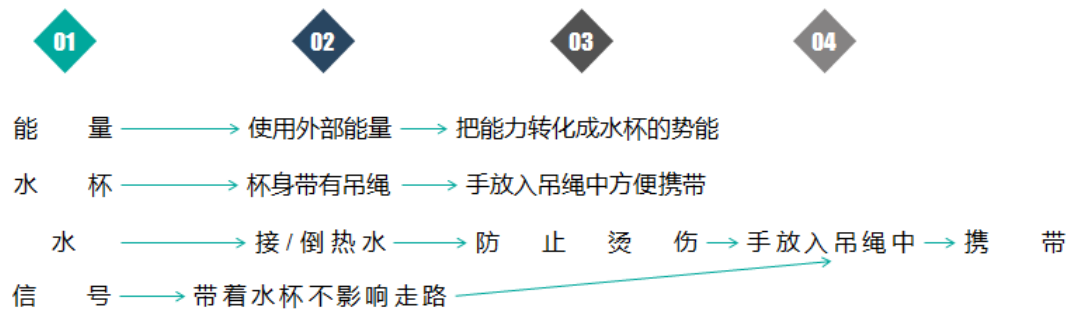 01 02 03 04
能量 使用外部能量 把能力转化成水杯的势能
水杯 杯身带有吊绳 手放入吊绳中方便携带
水 接/倒热水 防止烫伤 手放入吊绳中 携带
信号 带着水杯不影响走路